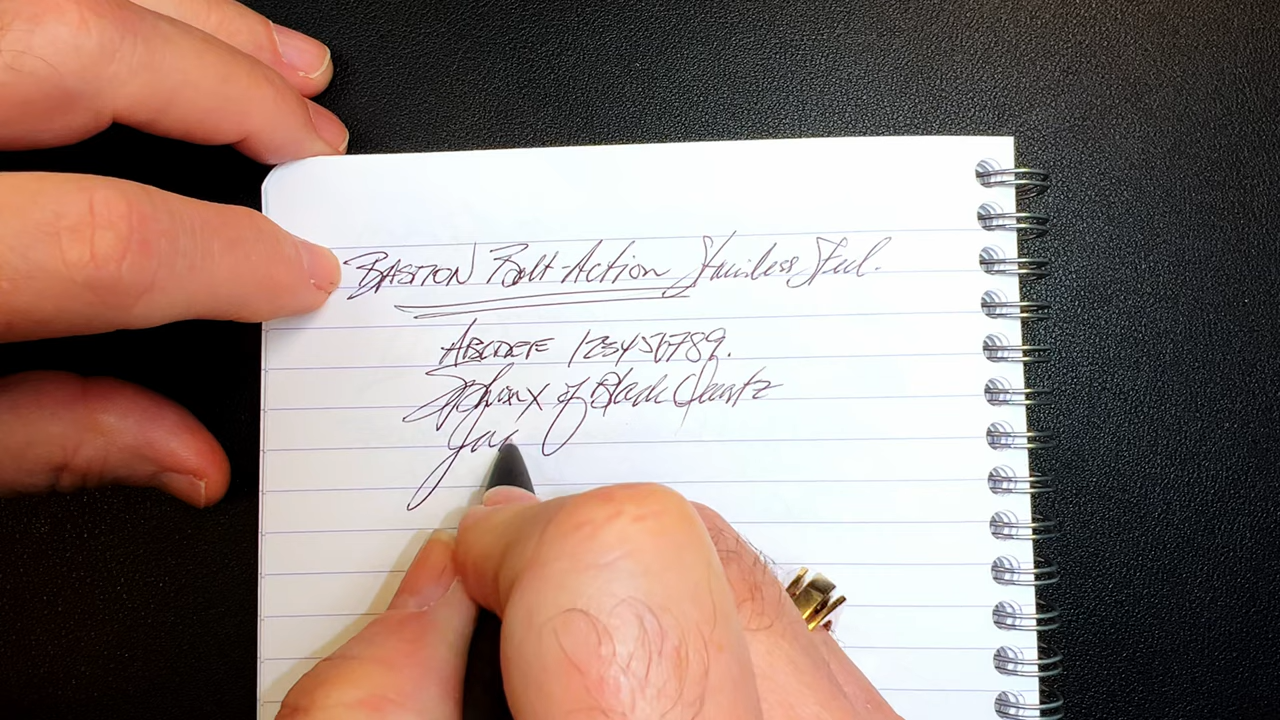 BASTION Bolt Action Stainless Steel.
ABCDEF 123456789.
Sphinx of Black Quartz